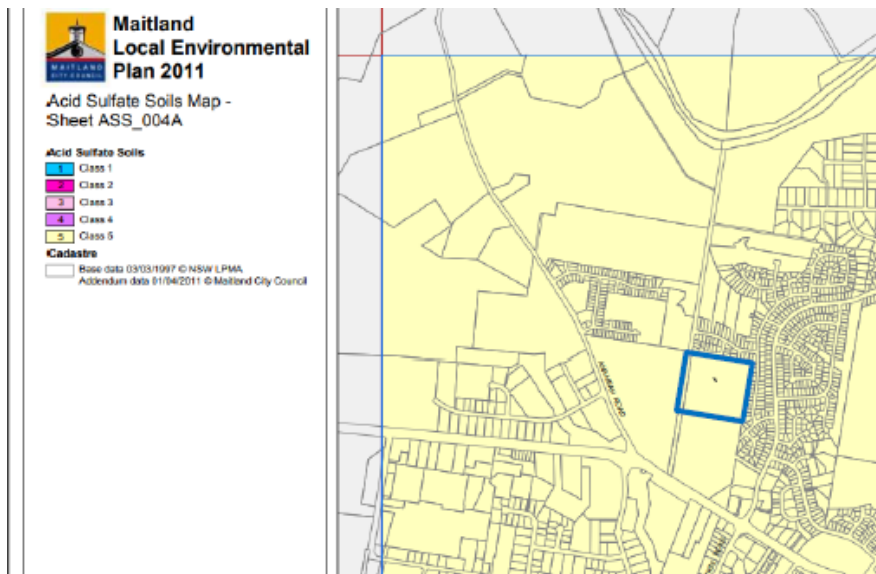 Maitland
Local Environmental
Plan 2011
MAITLAND
CITY COUNCIL
Acid Sulfate Soils Map -
Sheet ASS_004A
Acid Sulfate Soils
1 Class 1
2 Class 2
3 Class 3
4 Class 4
5 Class 5
Cadastre
Base data 03/03/1997 © NSW LPMA
Addendum data 01/04/2011 © Maitland City Council
ROAD